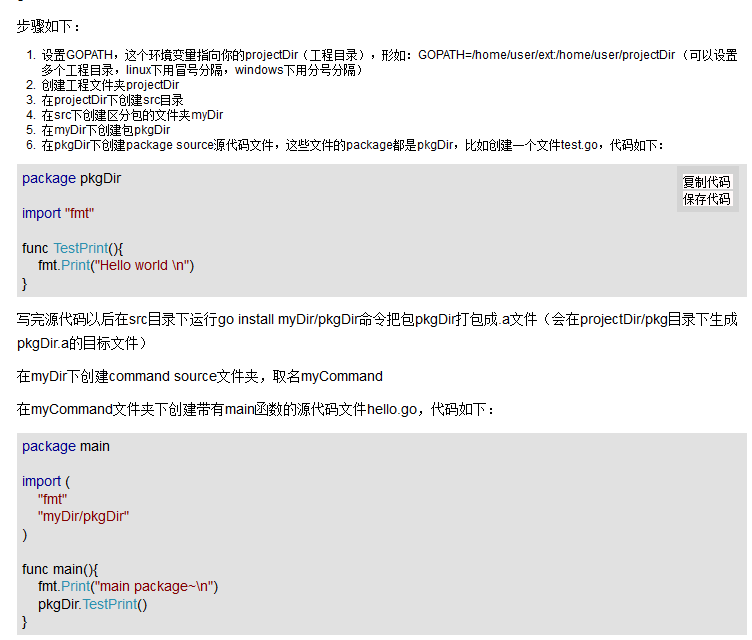 步骤如下：
1. 设置GOPATH，这个环境变量指向你的projectDir（工程目录），形如：GOPATH=/home/user/ext:/home/user/projectDir（可以设置
多个工程目录，linux下用冒号分隔，windows下用分号分隔）
2. 创建工程文件夹projectDir
3. 在projectDir下创建src目录
4. 在src下创建区分包的文件夹myDir
5. 在myDir下创建包pkgDir
6. 在pkgDir下创建package source源代码文件，这些文件的package都是pkgDir，比如创建一个文件test.go，代码如下：
package pkgDir
复制代码
保存代码
import "fmt"
func TestPrint(){
fmt.Print("Hello world \n")
}
写完源代码以后在src目录下运行go install myDir/pkgDir命令把包pkgDir打包成.a文件（会在projectDir/pkg目录下生成
pkgDir.a的目标文件）
在myDir下创建command source文件夹，取名myCommand
在myCommand文件夹下创建带有main函数的源代码文件hello.go，代码如下：
package main
import (
"fmt"
"myDir/pkgDir"
)
func main(){
fmt.Print("main package~\n")
pkgDir.TestPrint()
}